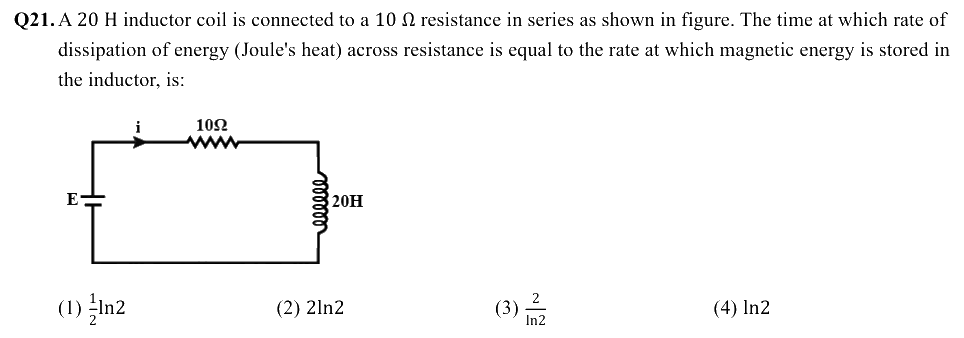 Q21. A 20 H inductor coil is connected to a 10 Ω resistance in series as shown in figure. The time at which rate of
dissipation of energy (Joule's heat) across resistance is equal to the rate at which magnetic energy is stored in
the inductor, is:
i
10Ω
E
20H
(1) 1/2 ln2 (2) 2ln2 (3) 2/ln2 (4) ln2